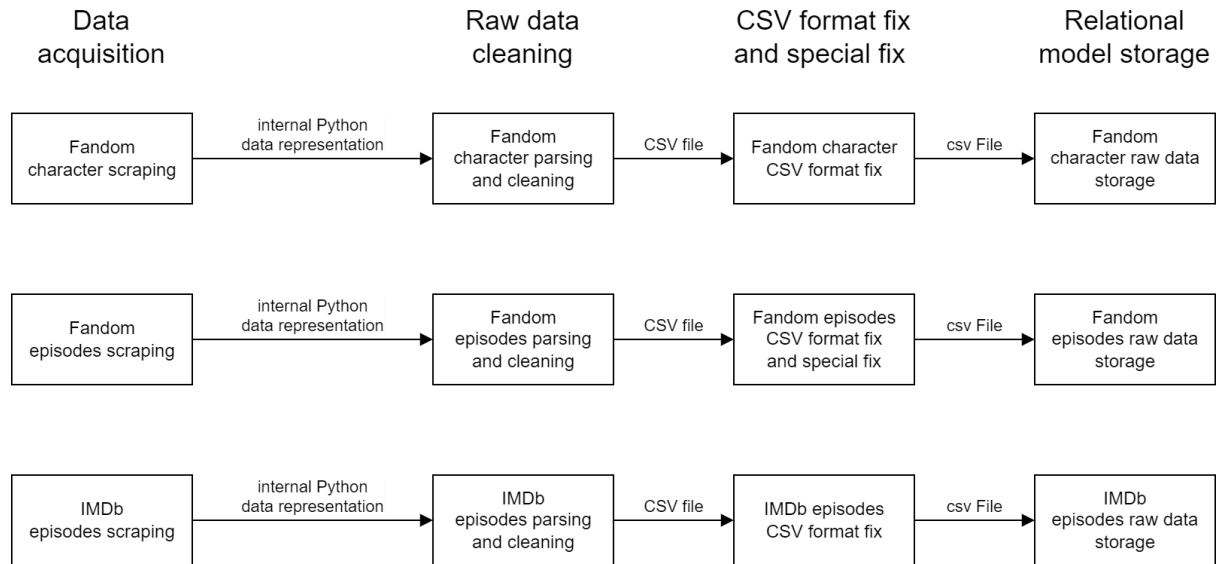 Data
acquisition
Raw data
cleaning
CSV format fix
and special fix
Relational
model storage
Fandom
character scraping
internal Python
data representation
Fandom
character parsing
and cleaning
CSV file
Fandom character
CSV format fix
csv File
Fandom
character raw data
storage
Fandom
episodes scraping
internal Python
data representation
Fandom
episodes parsing
and cleaning
CSV file
Fandom episodes
CSV format fix
and special fix
csv File
Fandom
episodes raw data
storage
IMDb
episodes scraping
internal Python
data representation
IMDb
episodes parsing
and cleaning
CSV file
IMDb episodes
CSV format fix
csv File
IMDb
episodes raw data
storage